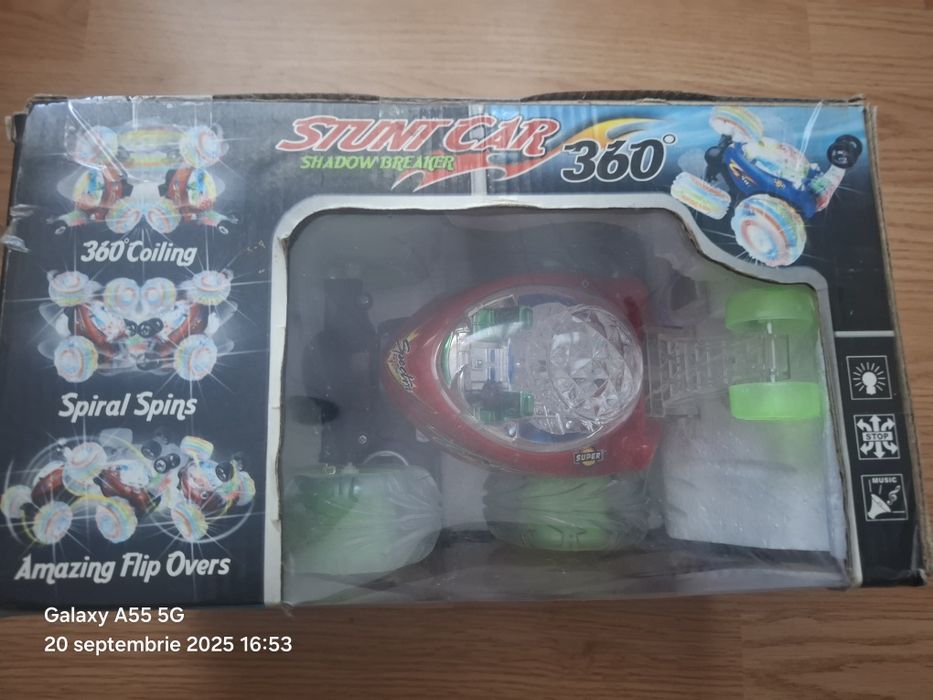 STUNT CAR
SHADOW BREAKER
360°
360° Coiling
Spiral Spins
Amazing Flip Overs
SUPER
STOP
MUSIC
Galaxy A55 5G
20 septembrie 2025 16:53